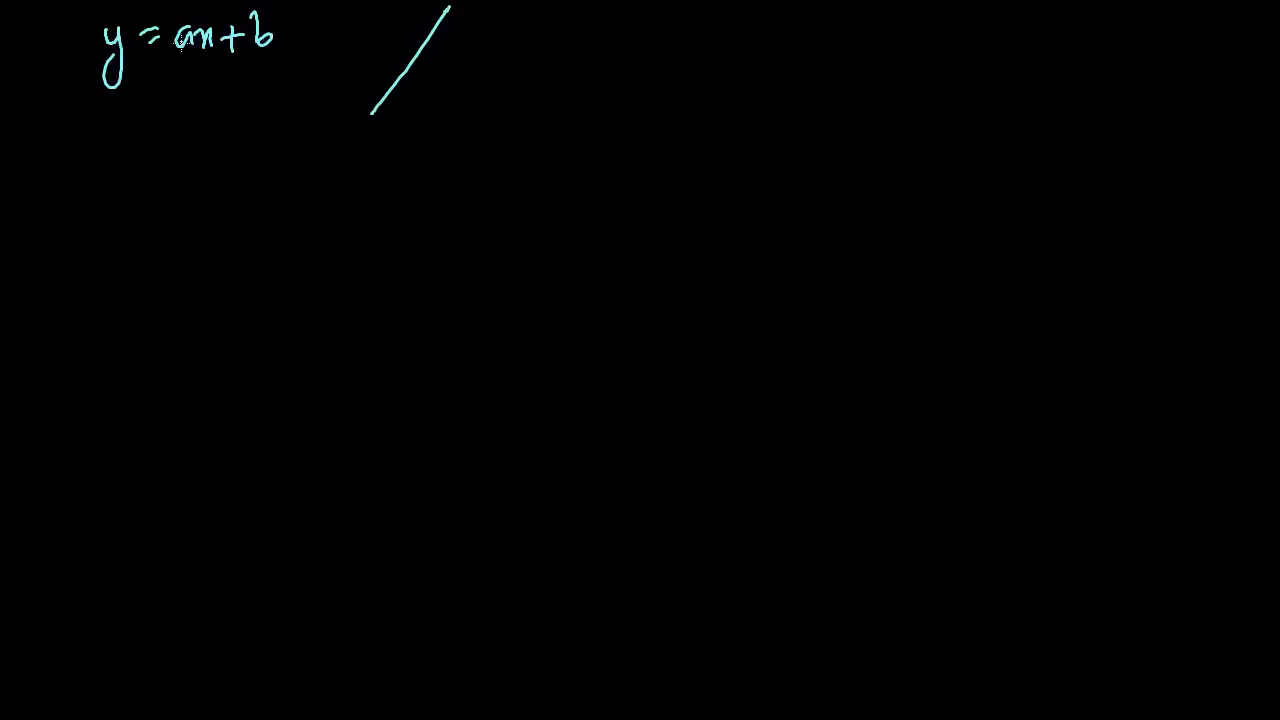 y = ax + b